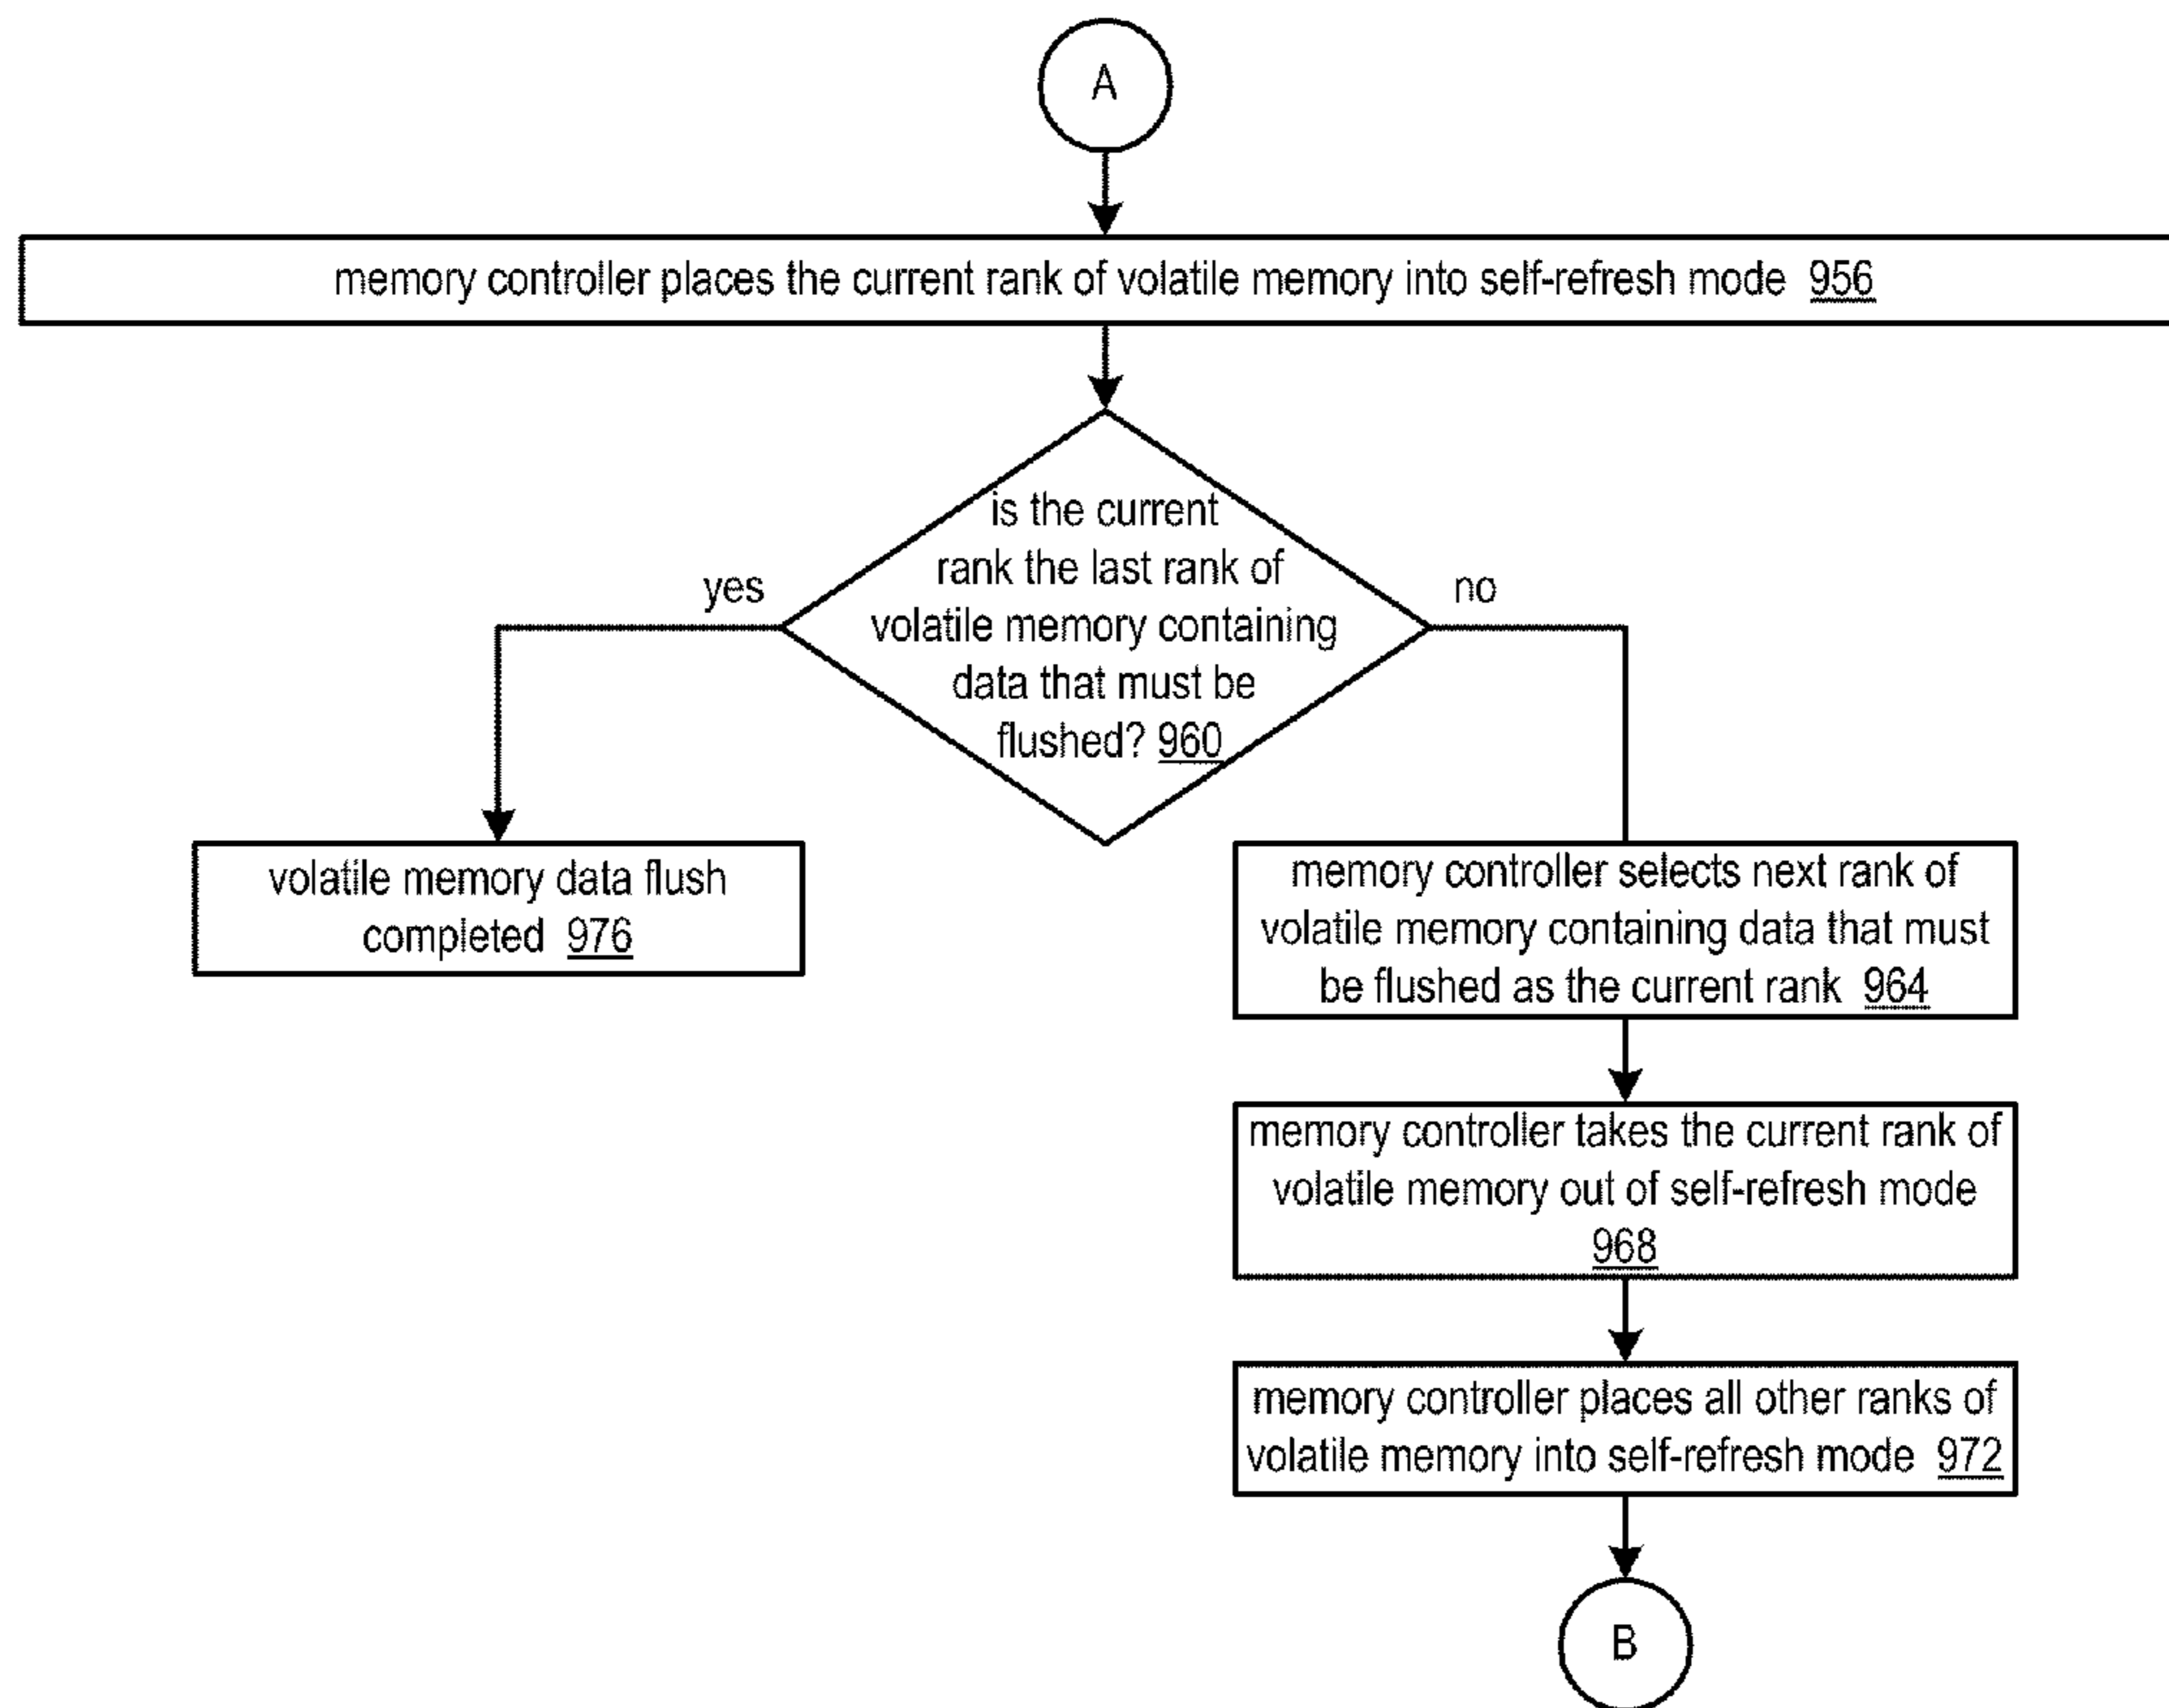 A
memory controller places the current rank of volatile memory into self-refresh mode 956
is the current
rank the last rank of
volatile memory containing
data that must be
flushed? 960
yes
no
volatile memory data flush
completed 976
memory controller selects next rank of
volatile memory containing data that must
be flushed as the current rank 964
memory controller takes the current rank of
volatile memory out of self-refresh mode
968
memory controller places all other ranks of
volatile memory into self-refresh mode 972
B